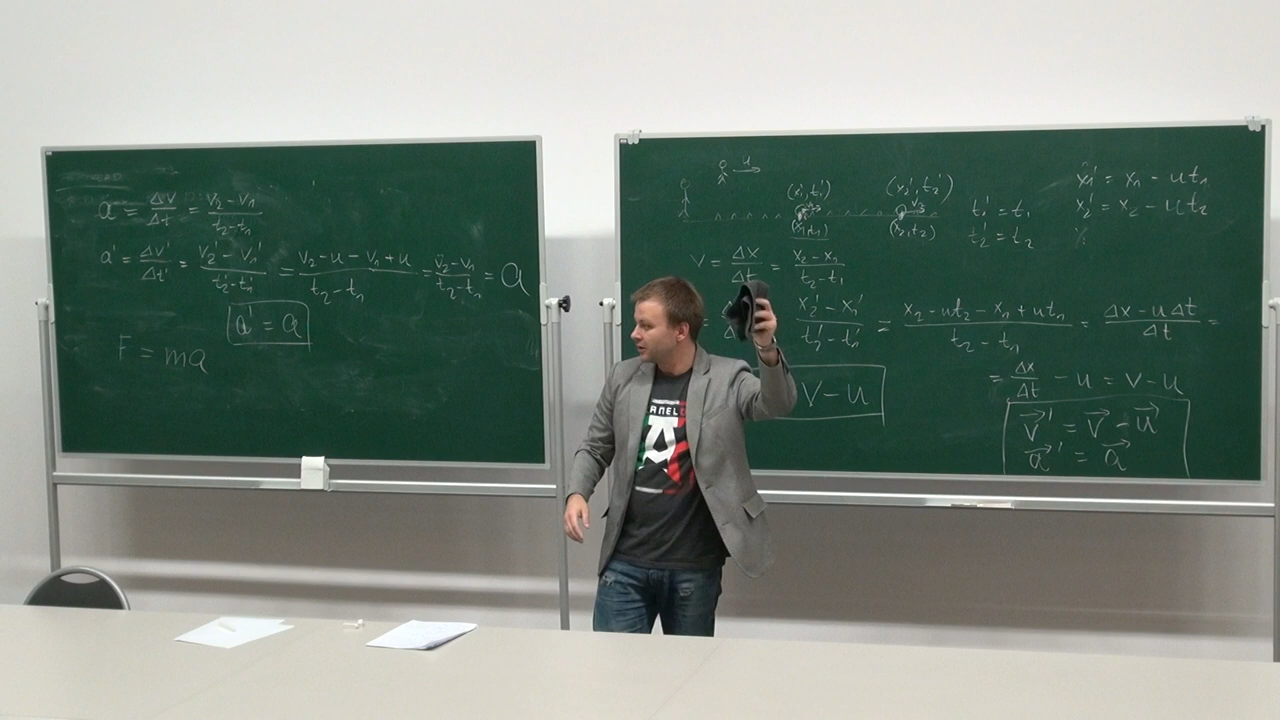 a = Δv/Δt = v₂ - v₁/t₂ - t₁
a' = Δv'/Δt' = v₂' - v₁'/t₂' - t₁' = v₂ - u - v₁ + u/t₂ - t₁ = v₂ - v₁/t₂ - t₁ = a
a' = a
F = ma
u
(x₁', t₁') (x₂', t₂')
(x₁, t₁) (x₂, t₂)
t₁' = t₁
t₂' = t₂
x₁' = x₁ - ut₁
x₂' = x₂ - ut₂
v = Δx/Δt = x₂ - x₁/t₂ - t₁
x₂' - x₁'/t₂' - t₁' = x₂ - ut₂ - x₁ + ut₁/t₂ - t₁ = Δx - uΔt/Δt =
= Δx/Δt - u = v - u
v - u
v⃗' = v⃗ - u⃗
a⃗' = a⃗
A